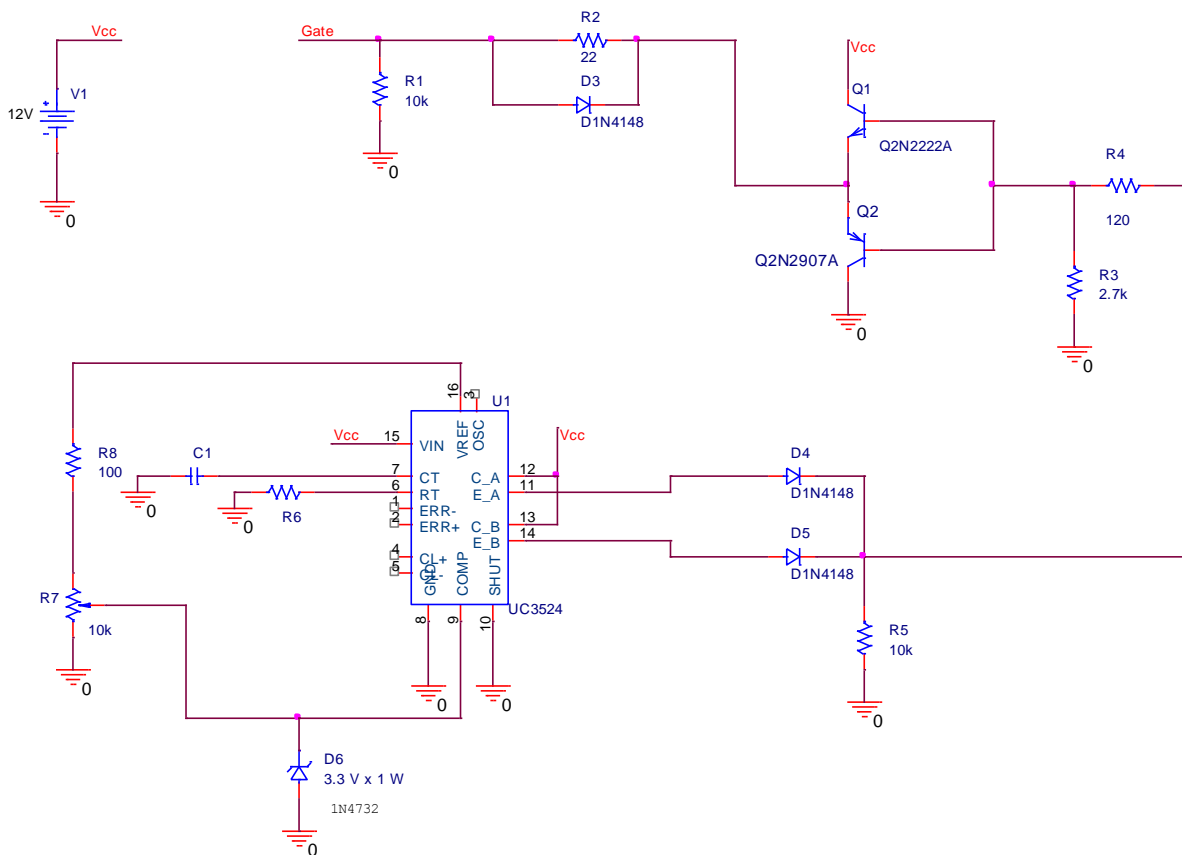 Vcc
V1
12V
0
Gate
R1
10k
0
R2
22
D3
D1N4148
Vcc
Q1
Q2N2222A
Q2
Q2N2907A
0
R4
120
R3
2.7k
0
R8
100
C1
0
R6
0
R7
10k
0
Vcc
U1
16
3
VREF
OSC
15
VIN
7
CT
6
RT
1
ERR-
2
ERR+
4
CL+
5
CL-
GND
COMP
SHUT
8
9
10
C_A
12
E_A
11
C_B
13
E_B
14
UC3524
Vcc
0
0
D4
D1N4148
D5
D1N4148
R5
10k
0
D6
3.3 V x 1 W
1N4732
0